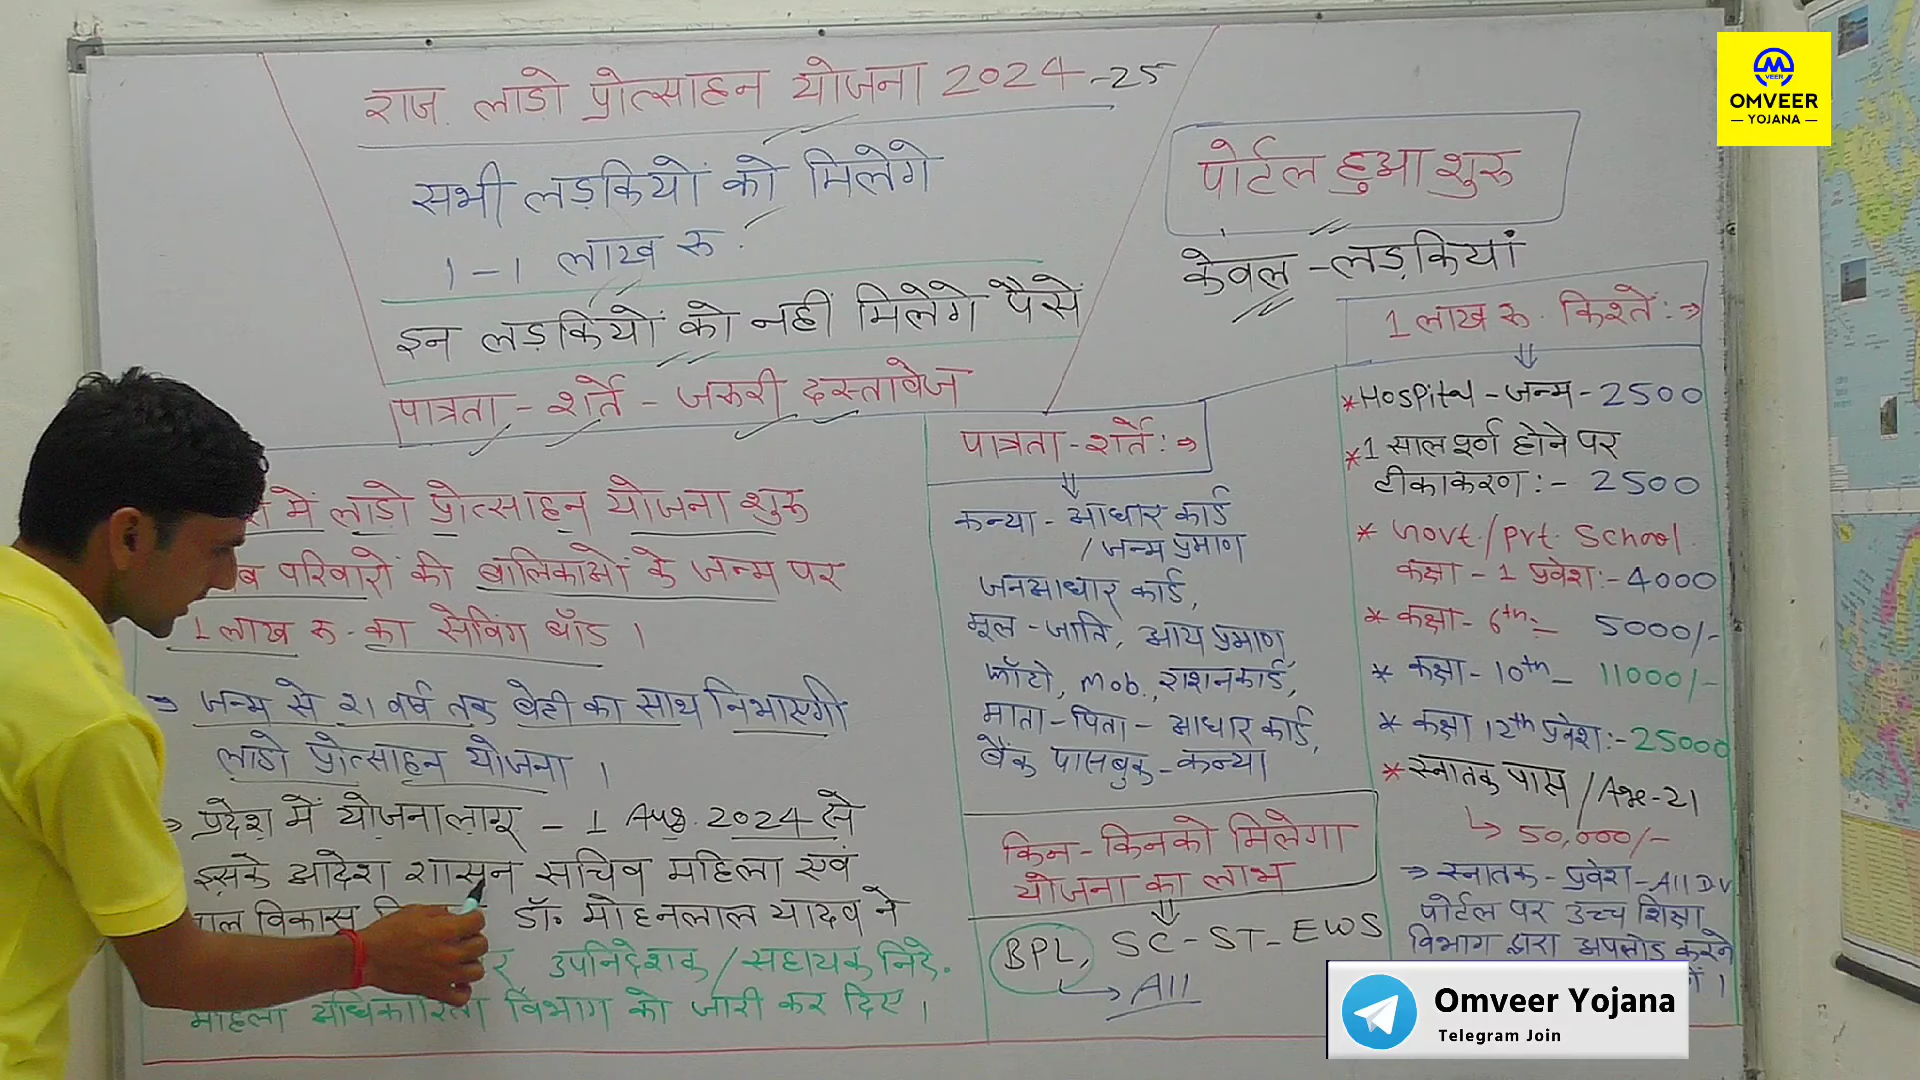 राज. लाडो प्रोत्साहन योजना 2024-25
सभी लड़कियों को मिलेगे
1-1 लाख रु.
इन लड़कियों को नहीं मिलेगे पैसे
पात्रता - शर्ते - जरुरी दस्तावेज
में लाडो प्रोत्साहन योजना शुरु
परिवारों की बालिकाओं के जन्म पर
1 लाख रु. का सेविंग बॉड ।
⇒ जन्म से 21 वर्ष तक बेटी का साथ निभाएगी
लाडो प्रोत्साहन योजना ।
⇒ प्रदेश में योजना लागू - 1 Aug. 2024 से
इसके आदेश शासन सचिव महिला एवं
विकास डॉ. मोहनलाल यादव ने
उपनिदेशक / सहायक निदे.
महिला अधिकारिता विभाग को जारी कर दिए ।
पात्रता - शर्ते :⇒
कन्या - आधार कार्ड
/ जन्म प्रमाण
जनआधार कार्ड,
मूल - जाति, आय प्रमाण
फोटो, mob., राशनकार्ड,
माता-पिता - आधार कार्ड,
बैंक पासबुक - कन्या
किन-किनको मिलेगा
योजना का लाभ
BPL, SC-ST-EWS
All
पोर्टल हुआ शुरु
केवल - लड़कियां
1 लाख रु. किश्ते :→
* Hospital - जन्म - 2500
* 1 साल पूर्ण होने पर
टीकाकरण :- 2500
* Govt./Prt. School
कक्षा - 1 प्रवेश :- 4000
* कक्षा - 6th :- 5000/-
* कक्षा - 10th - 11000/-
* कक्षा 12th प्रवेश :- 25000
* स्नातक पास / Age-21
50,000/-
⇒ स्नातक - प्रवेश -
पोर्टल पर उच्च शिक्षा
विभाग द्वारा अपलोड करने
OMVEER
— YOJANA —
VEER
Omveer Yojana
Telegram Join